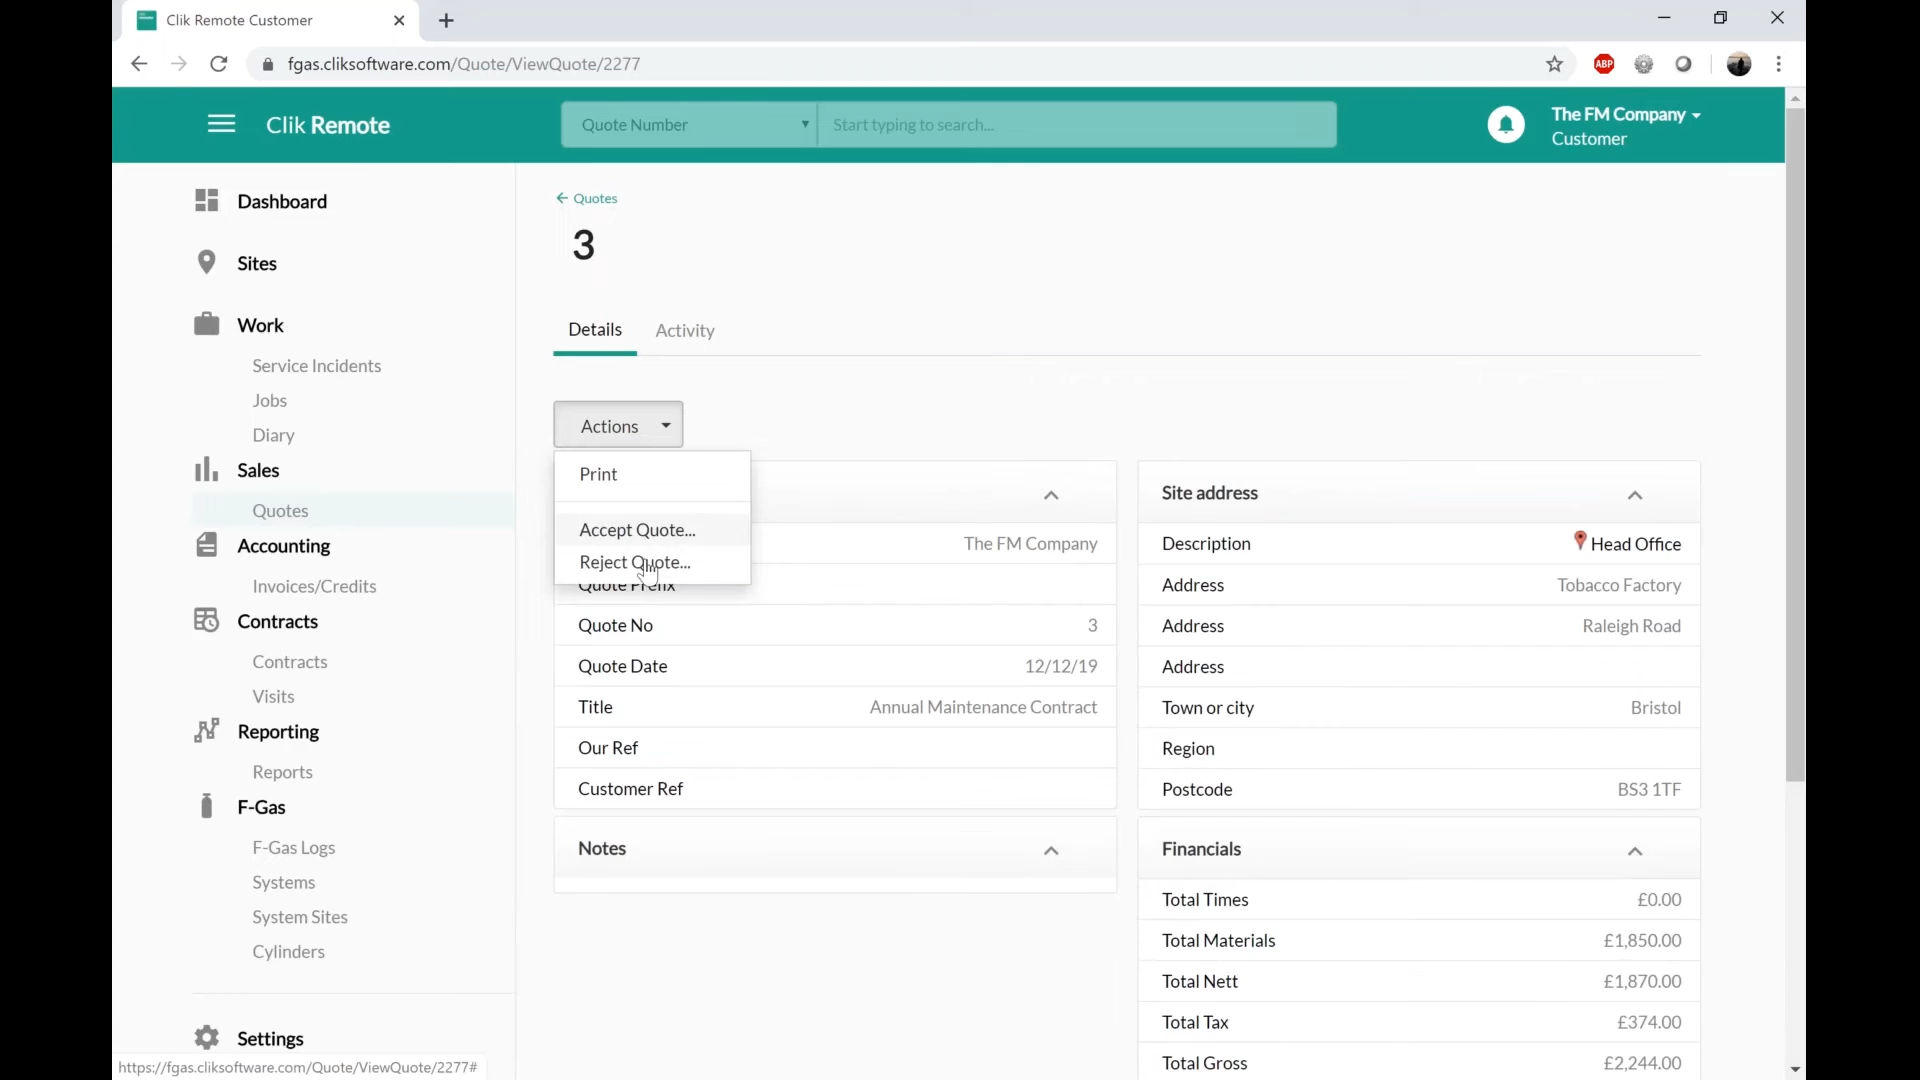 Clik Remote Customer
fgas.cliksoftware.com/Quote/ViewQuote/2277
ABP
Clik Remote
Quote Number
Start typing to search...
The FM Company
Customer
Dashboard
Sites
Work
Service Incidents
Jobs
Diary
Sales
Quotes
Accounting
Invoices/Credits
Contracts
Contracts
Visits
Reporting
Reports
F-Gas
F-Gas Logs
Systems
System Sites
Cylinders
Settings
https://fgas.cliksoftware.com/Quote/ViewQuote/2277#
Quotes
3
Details Activity
Actions
Print
Accept Quote...
Reject Quote...
The FM Company
Quote Prefix
Quote No 3
Quote Date 12/12/19
Title Annual Maintenance Contract
Our Ref
Customer Ref
Notes
Site address
Description Head Office
Address Tobacco Factory
Address Raleigh Road
Address
Town or city Bristol
Region
Postcode BS3 1TF
Financials
Total Times £0.00
Total Materials £1,850.00
Total Nett £1,870.00
Total Tax £374.00
Total Gross £2,244.00